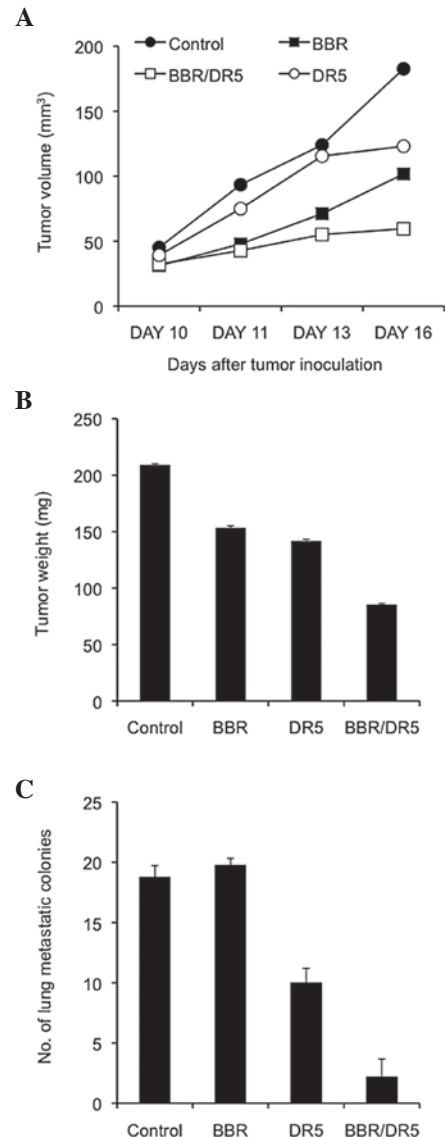 A
Control BBR
BBR/DR5 DR5
200
150
100
50
0
Tumor volume (mm³)
DAY 10 DAY 11 DAY 13 DAY 16
Days after tumor inoculation
B
250
200
150
100
50
0
Tumor weight (mg)
Control BBR DR5 BBR/DR5
C
25
20
15
10
5
0
No. of lung metastatic colonies
Control BBR DR5 BBR/DR5